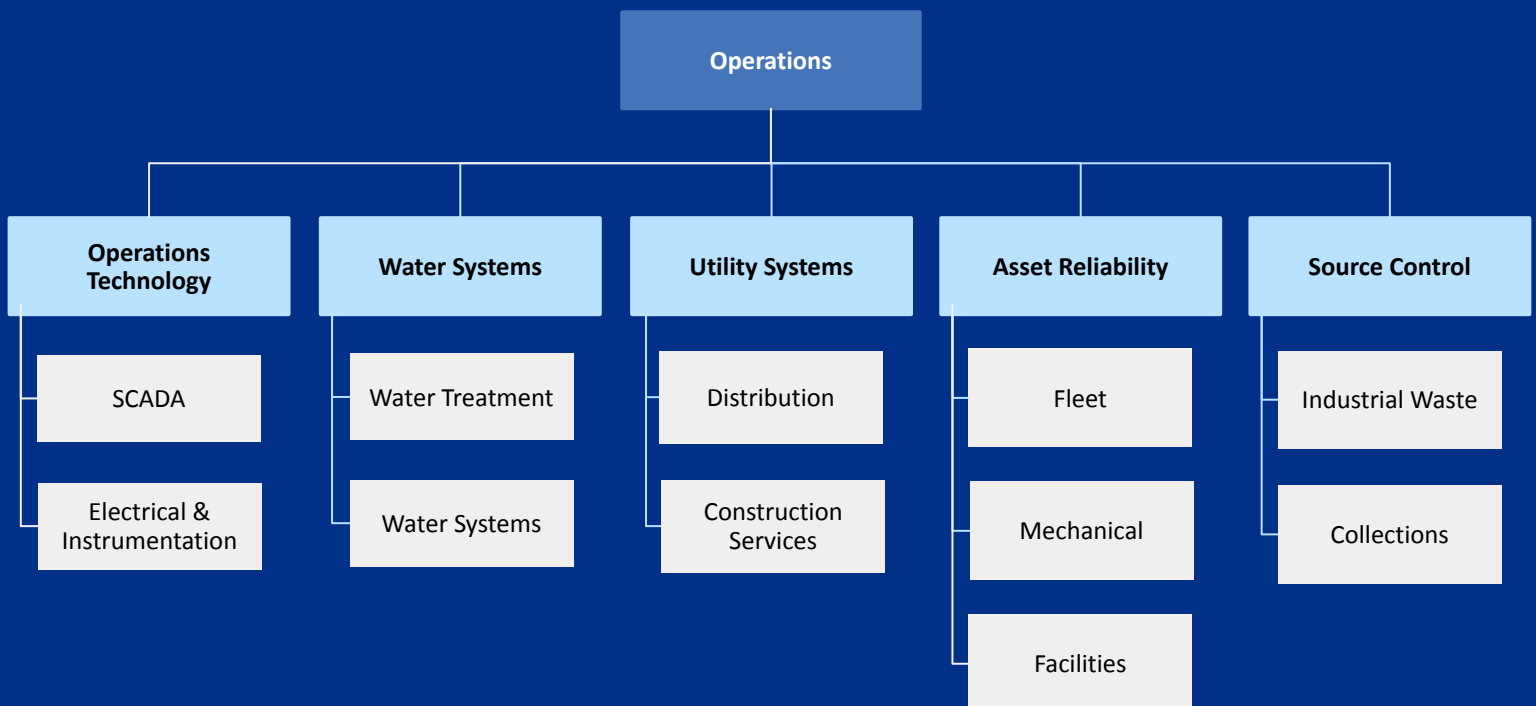 Operations
Operations
Technology
Water Systems
Utility Systems
Asset Reliability
Source Control
SCADA
Electrical &
Instrumentation
Water Treatment
Water Systems
Distribution
Construction
Services
Fleet
Mechanical
Facilities
Industrial Waste
Collections